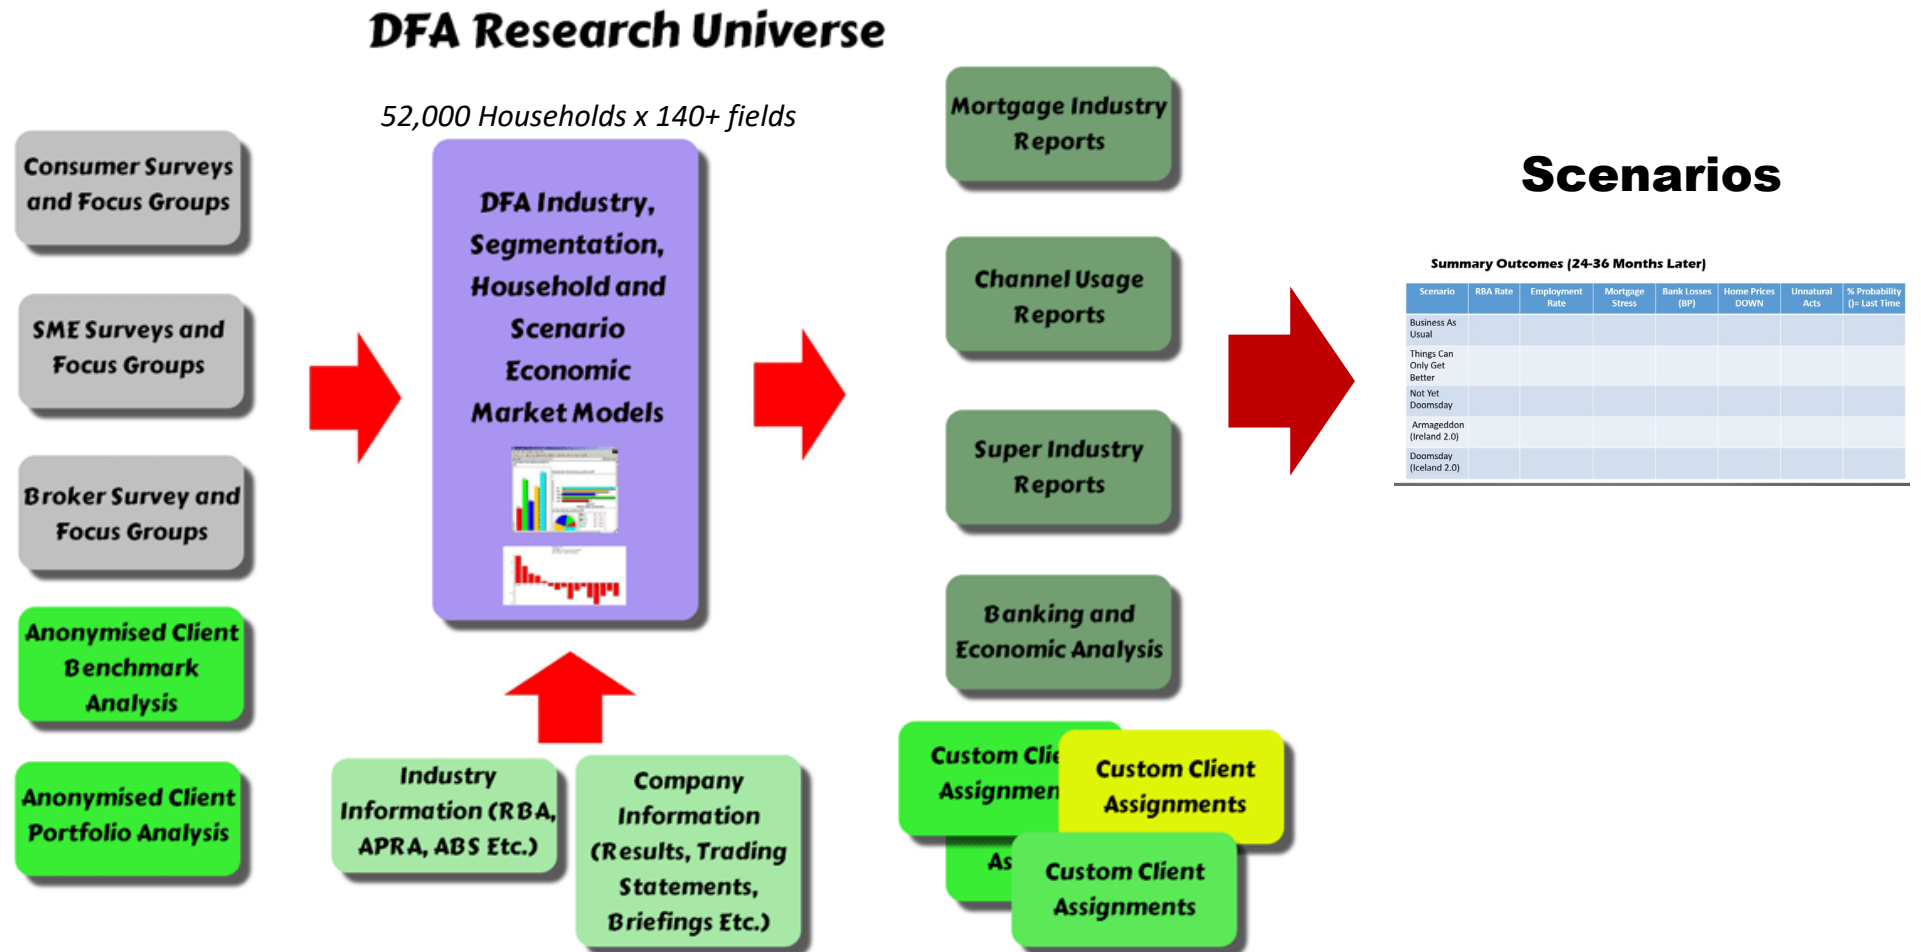 DFA Research Universe
52,000 Households x 140+ fields
Consumer Surveys
and Focus Groups
SME Surveys and
Focus Groups
Broker Survey and
Focus Groups
Anonymised Client
Benchmark
Analysis
Anonymised Client
Portfolio Analysis
DFA Industry,
Segmentation,
Household and
Scenario
Economic
Market Models
Industry
Information (RBA,
APRA, ABS Etc.)
Company
Information
(Results, Trading
Statements,
Briefings Etc.)
Mortgage Industry
Reports
Channel Usage
Reports
Super Industry
Reports
Banking and
Economic Analysis
Custom Clie
Assignmen
Custom Client
Assignments
As
Custom Client
Assignments
Scenarios
Summary Outcomes (24-36 Months Later)
Scenario RBA Rate Employment Rate Mortgage Stress Bank Losses (BP) Home Prices DOWN Unnatural Acts % Probability ()= Last Time
Business As
Usual
Things Can
Only Get
Better
Not Yet
Doomsday
Armageddon
(Ireland 2.0)
Doomsday
(Iceland 2.0)